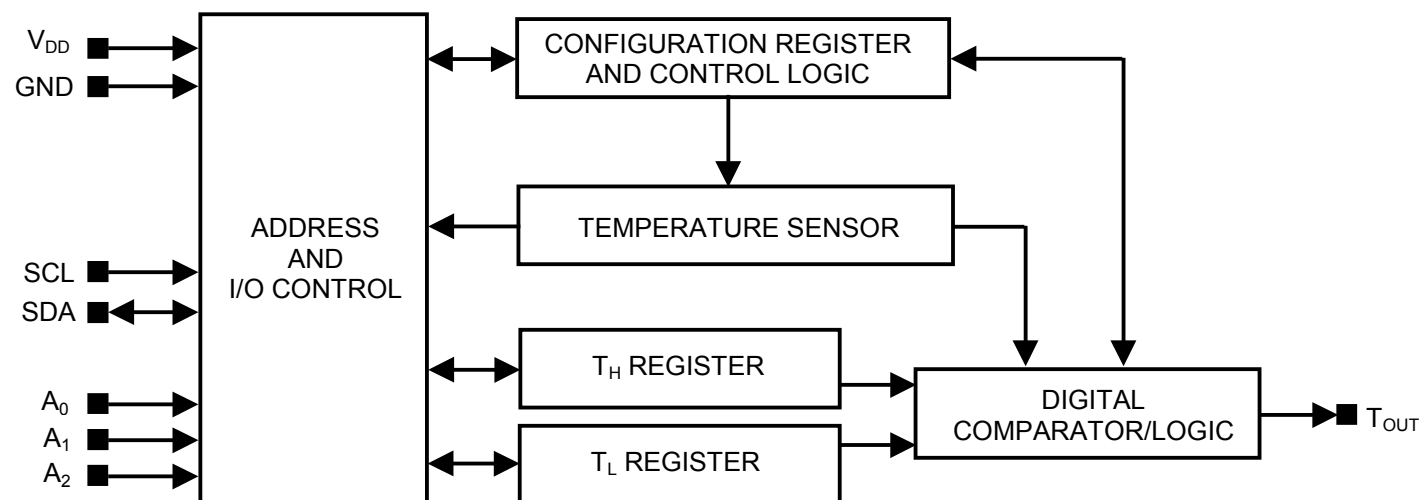 V_DD
GND
SCL
SDA
A_0
A_1
A_2
ADDRESS
AND
I/O CONTROL
CONFIGURATION REGISTER
AND CONTROL LOGIC
TEMPERATURE SENSOR
T_H REGISTER
T_L REGISTER
DIGITAL
COMPARATOR/LOGIC
T_OUT